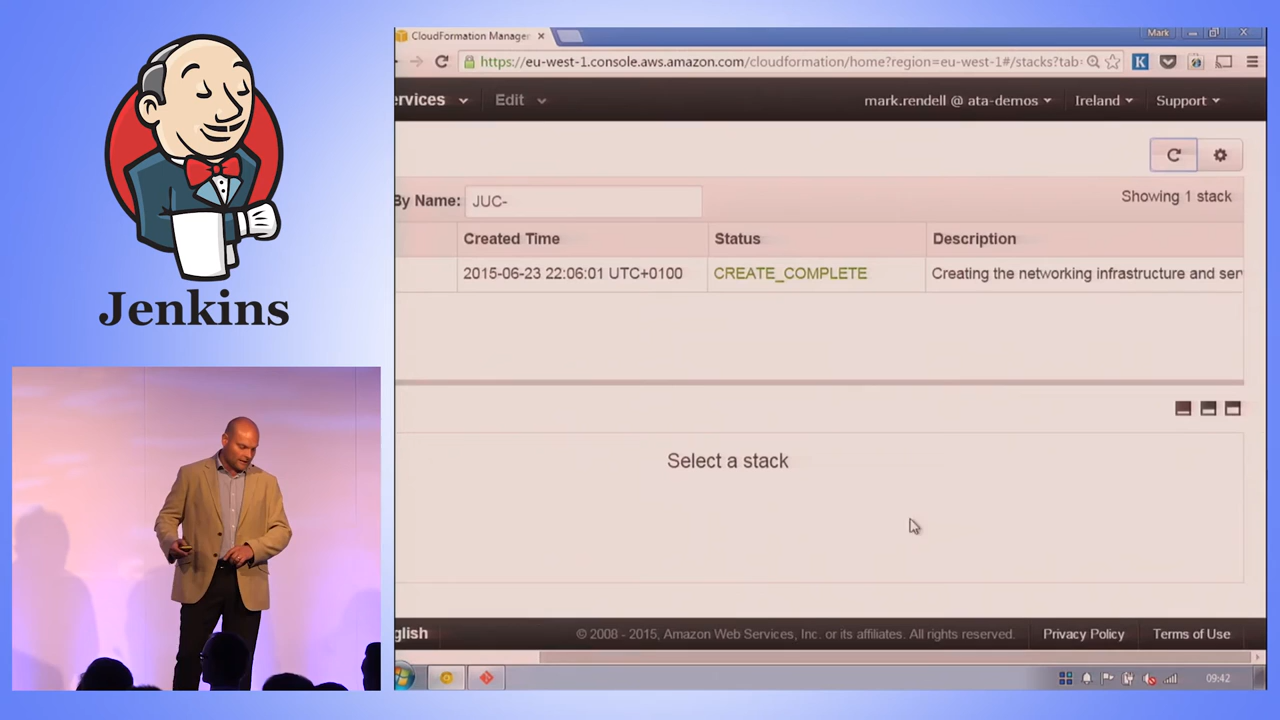 Jenkins
CloudFormation Manager
Mark
https://eu-west-1.console.aws.amazon.com/cloudformation/home?region=eu-west-1#/stacks?tab=
K
rvices
Edit
mark.rendell @ ata-demos
Ireland
Support
By Name:
JUC-
Showing 1 stack
Created Time
Status
Description
2015-06-23 22:06:01 UTC+0100
CREATE_COMPLETE
Creating the networking infrastructure and serv
Select a stack
glish
© 2008 - 2015, Amazon Web Services, Inc. or its affiliates. All rights reserved.
Privacy Policy
Terms of Use
09:42